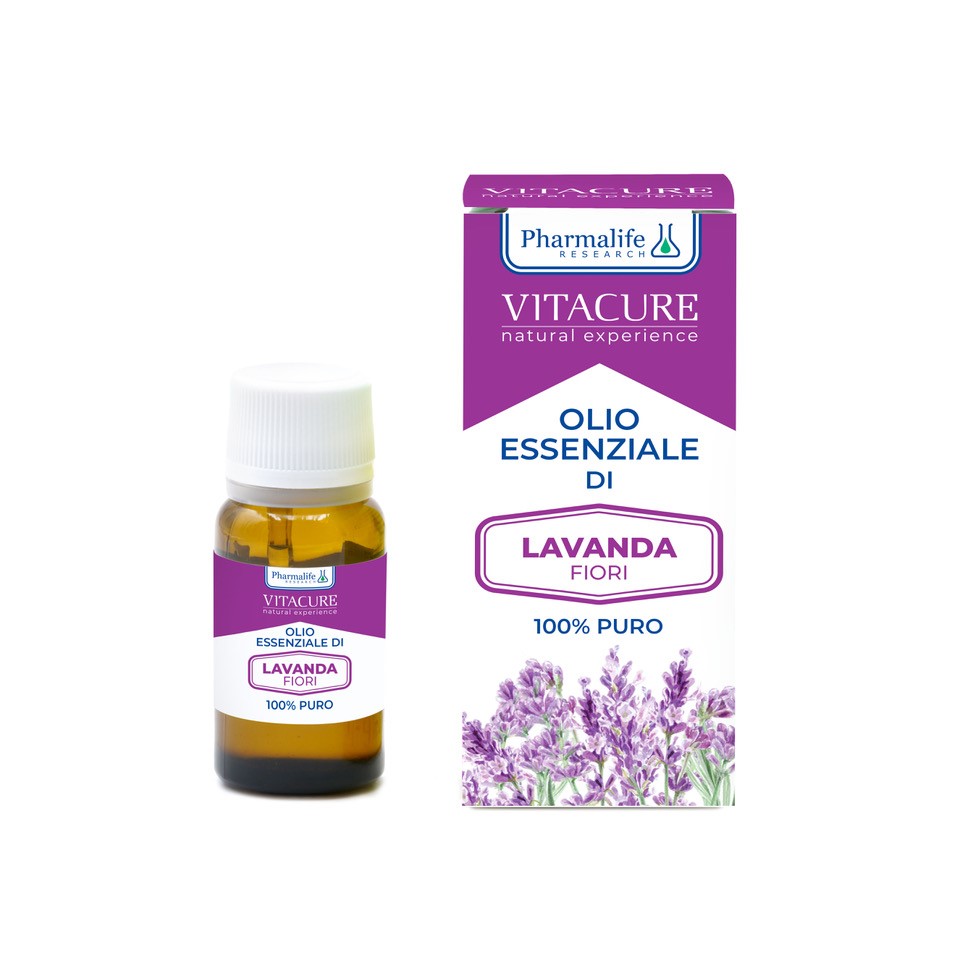 VITACURE
natural experience
Pharmalife
RESEARCH
VITACURE
natural experience
OLIO
ESSENZIALE
DI
LAVANDA
FIORI
100% PURO
Pharmalife
RESEARCH
VITACURE
natural experience
OLIO
ESSENZIALE DI
LAVANDA
FIORI
100% PURO